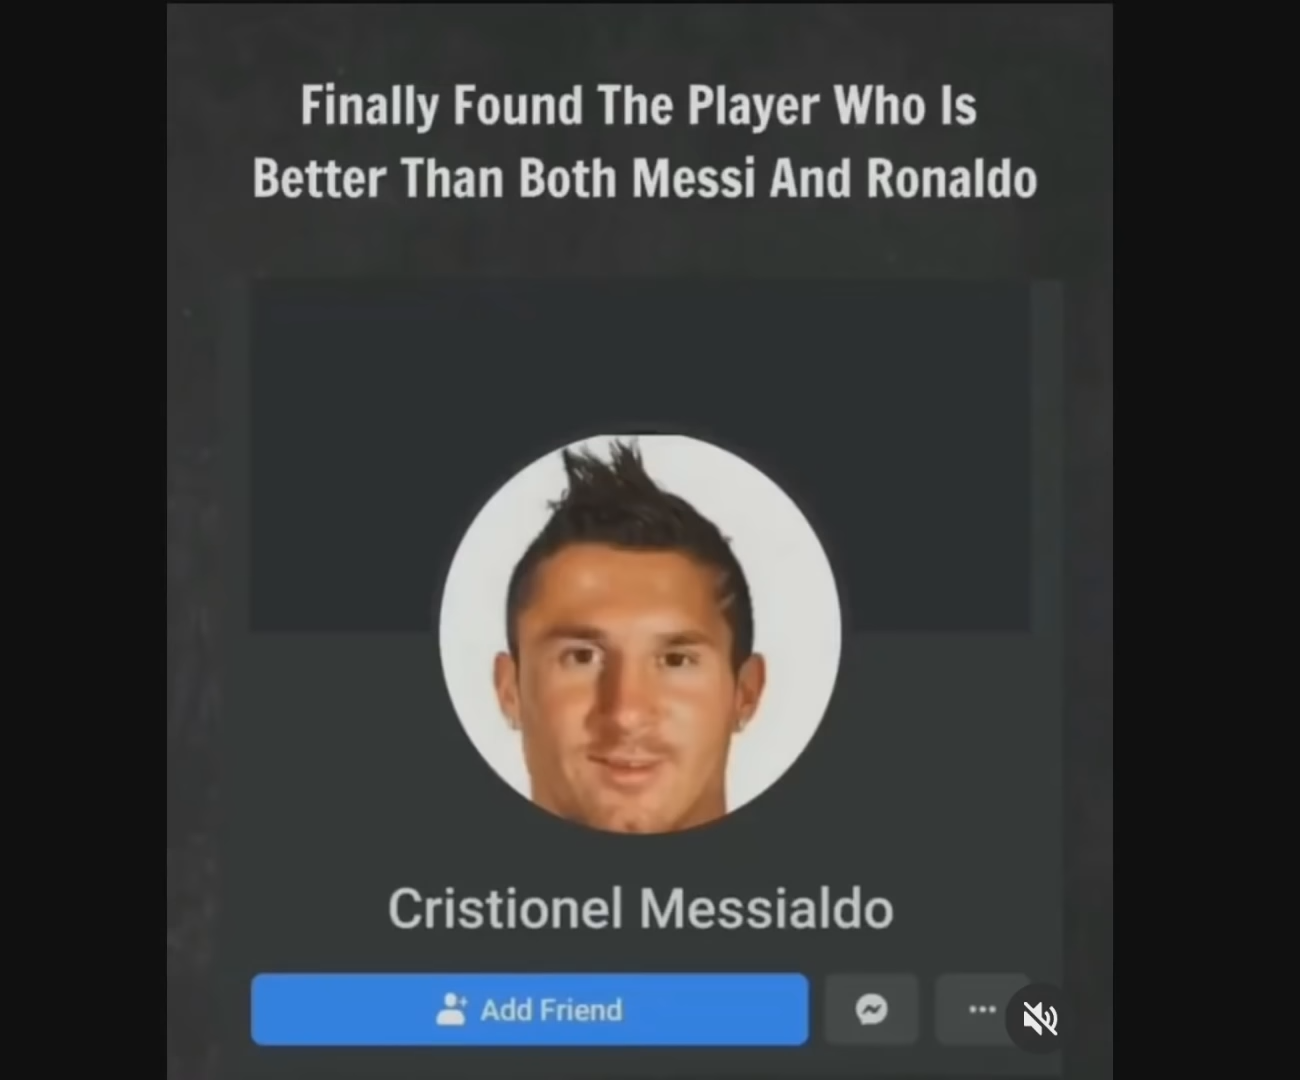 Finally Found The Player Who Is
Better Than Both Messi And Ronaldo
Cristionel Messialdo
Add Friend